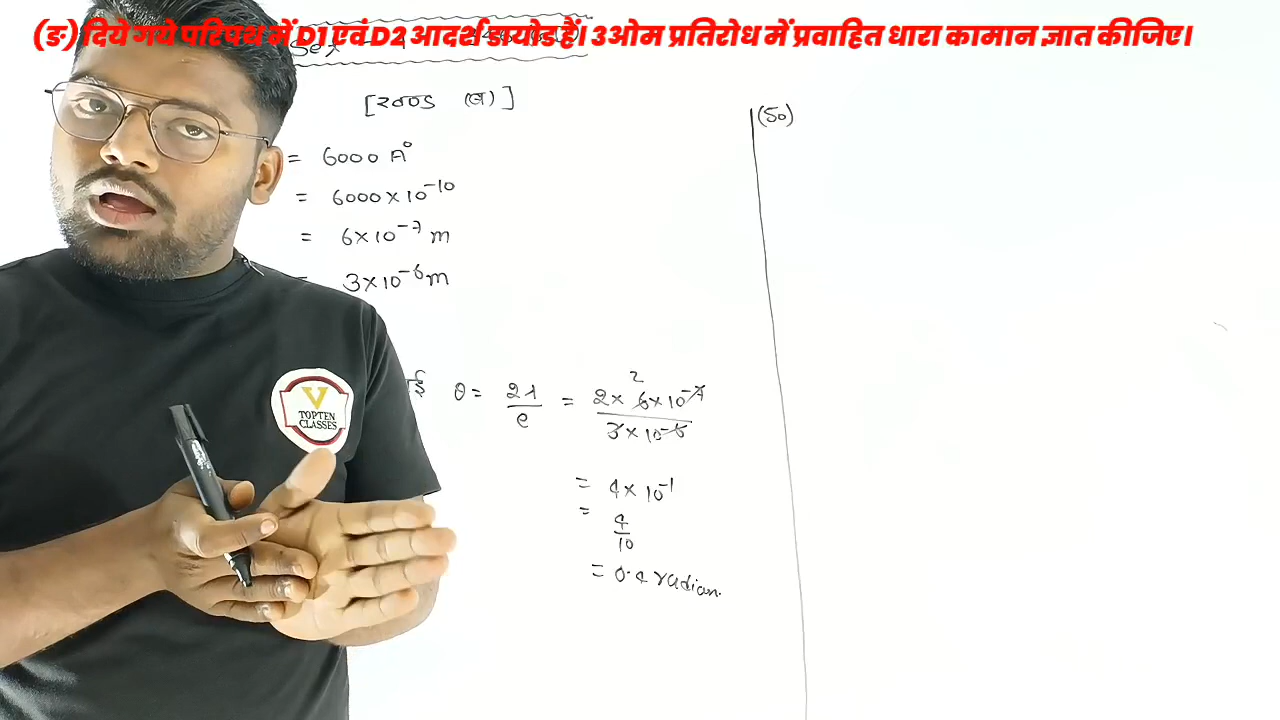 (ङ) दिये गये परिपथ में D1 एवं D2 आदर्श डायोड हैं। 3ओम प्रतिरोध में प्रवाहित धारा कामान ज्ञात कीजिए।
[खण्ड (ब)]
(50)
= 6000 A°
= 6000 × 10⁻¹⁰
= 6×10⁻⁷ m
= 3×10⁻⁶ m
θ = 2λ/e = 2 × 6×10⁻⁷ / 3×10⁻⁶
2
= 4 × 10⁻¹
= 4/10
= 0.4 radian.
V
TOPTEN
CLASSES